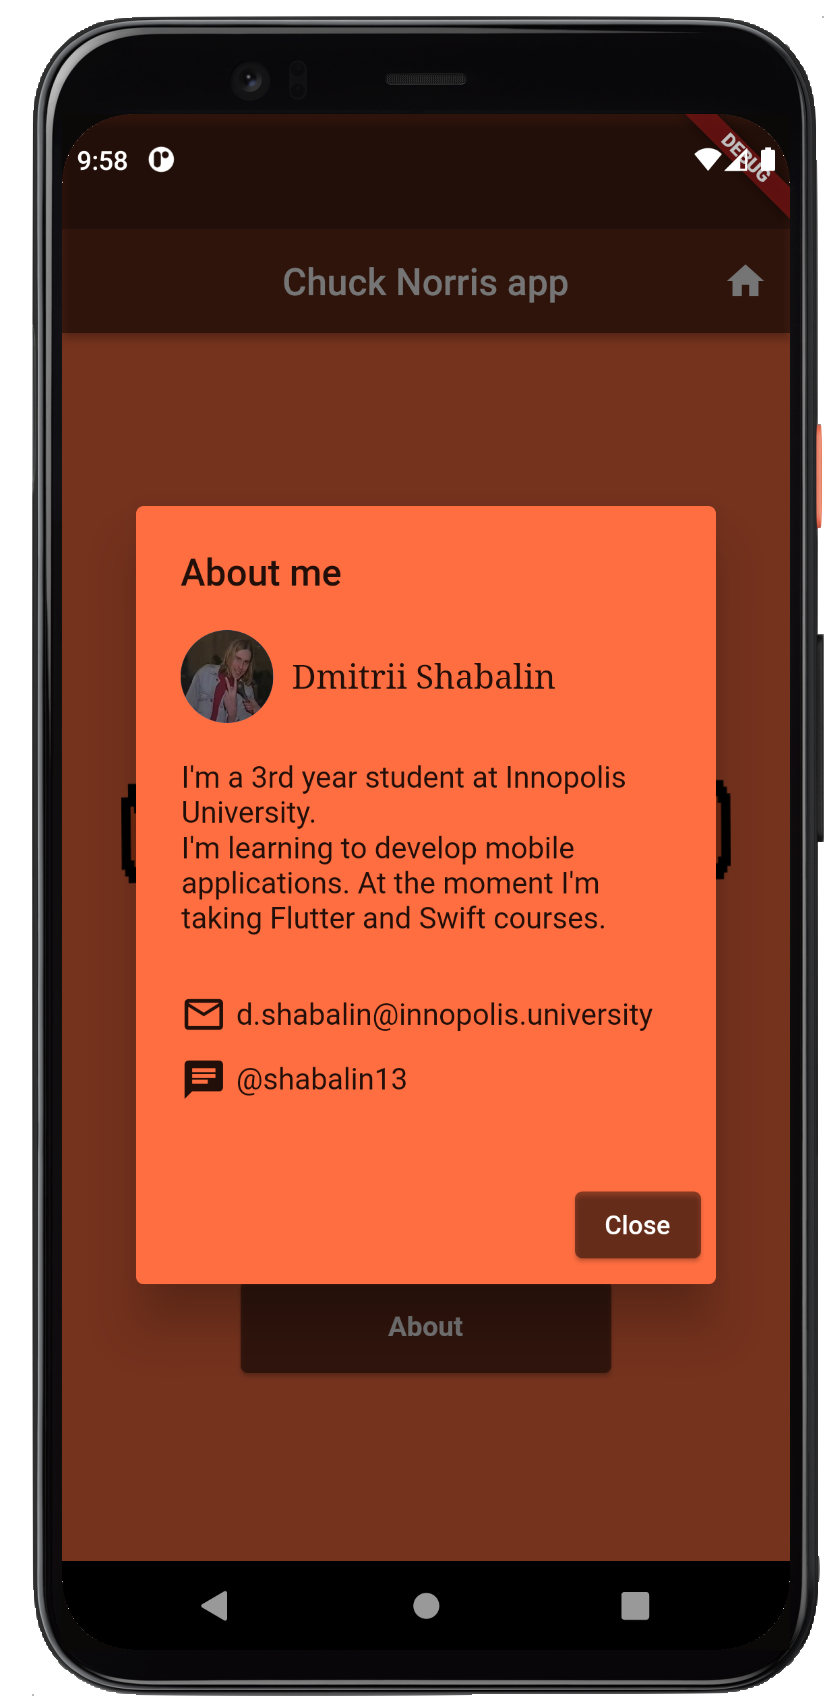 9:58
DEBUG
Chuck Norris app
About me
Dmitrii Shabalin
I'm a 3rd year student at Innopolis
University.
I'm learning to develop mobile
applications. At the moment I'm
taking Flutter and Swift courses.
d.shabalin@innopolis.university
@shabalin13
Close
About